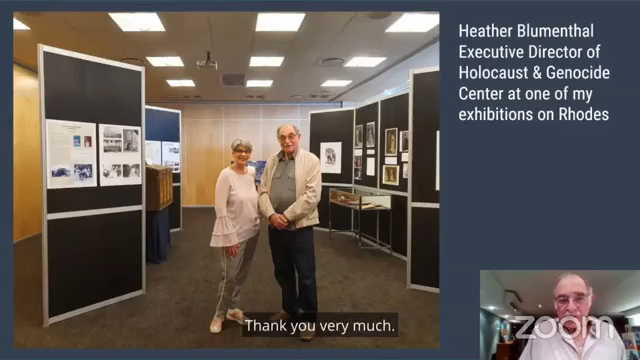 Heather Blumenthal
Executive Director of
Holocaust & Genocide
Center at one of my
exhibitions on Rhodes
Thank you very much.
zoom